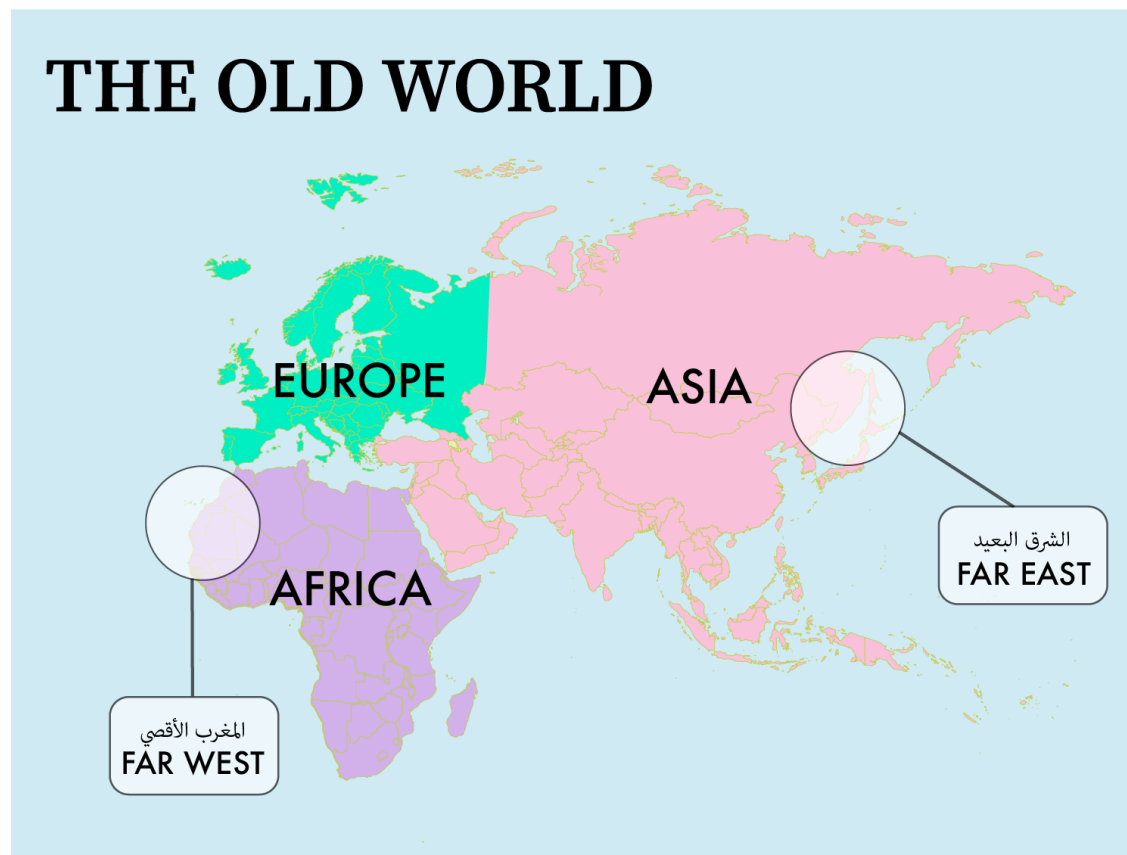 THE OLD WORLD
EUROPE
ASIA
الشرق البعيد
FAR EAST
AFRICA
المغرب الأقصي
FAR WEST